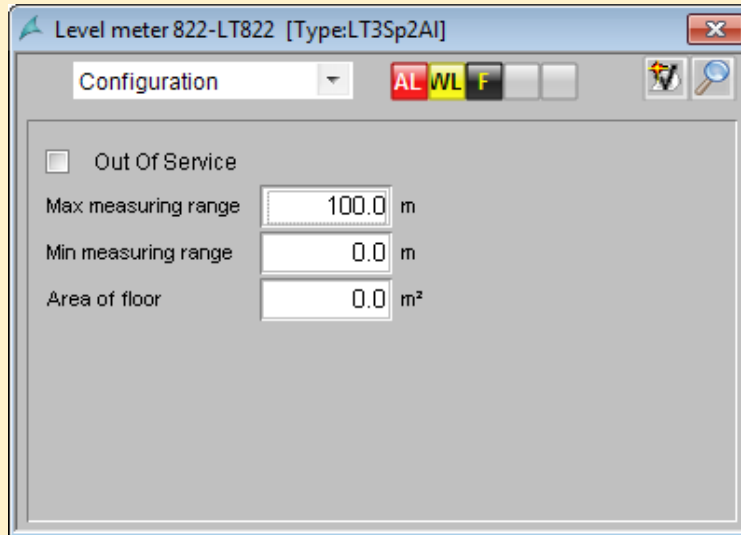 Level meter 822-LT822 [Type:LT3Sp2AI]
Configuration AL WL F
Out Of Service
Max measuring range 100.0 m
Min measuring range 0.0 m
Area of floor 0.0 m²